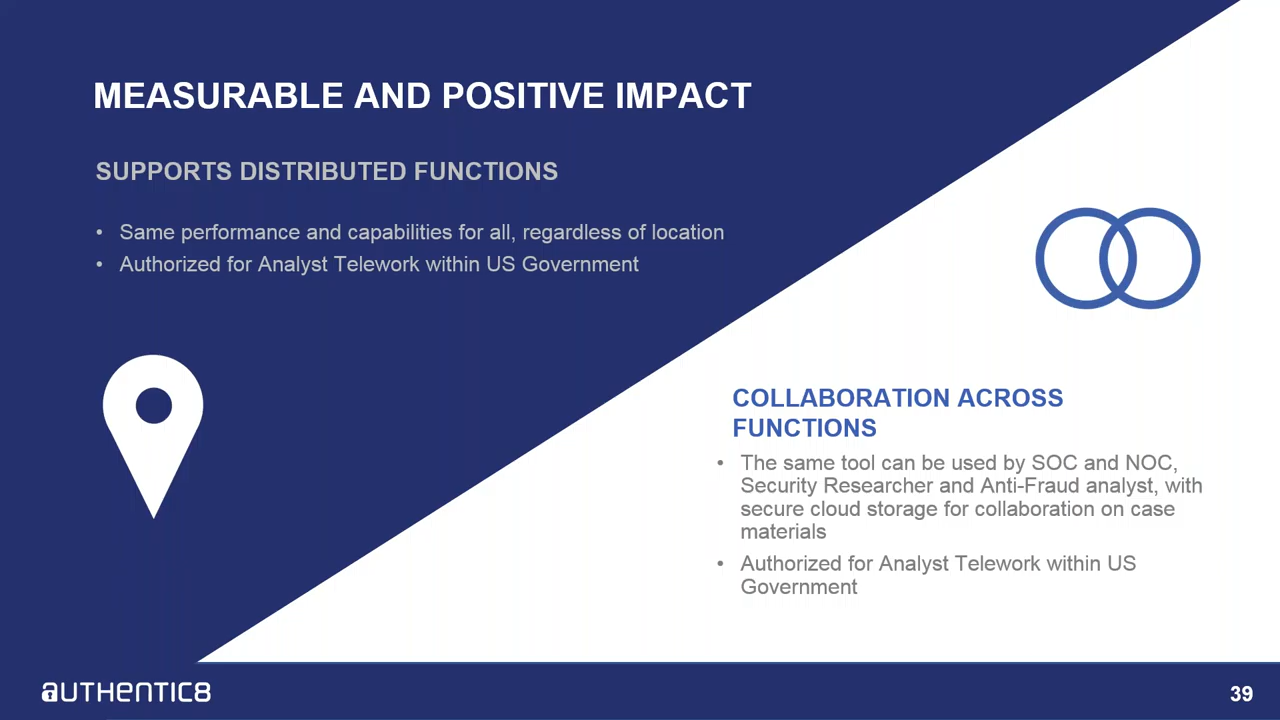 MEASURABLE AND POSITIVE IMPACT
SUPPORTS DISTRIBUTED FUNCTIONS
• Same performance and capabilities for all, regardless of location
• Authorized for Analyst Telework within US Government
COLLABORATION ACROSS
FUNCTIONS
• The same tool can be used by SOC and NOC,
Security Researcher and Anti-Fraud analyst, with
secure cloud storage for collaboration on case
materials
• Authorized for Analyst Telework within US
Government
AUTHENTIC8
39